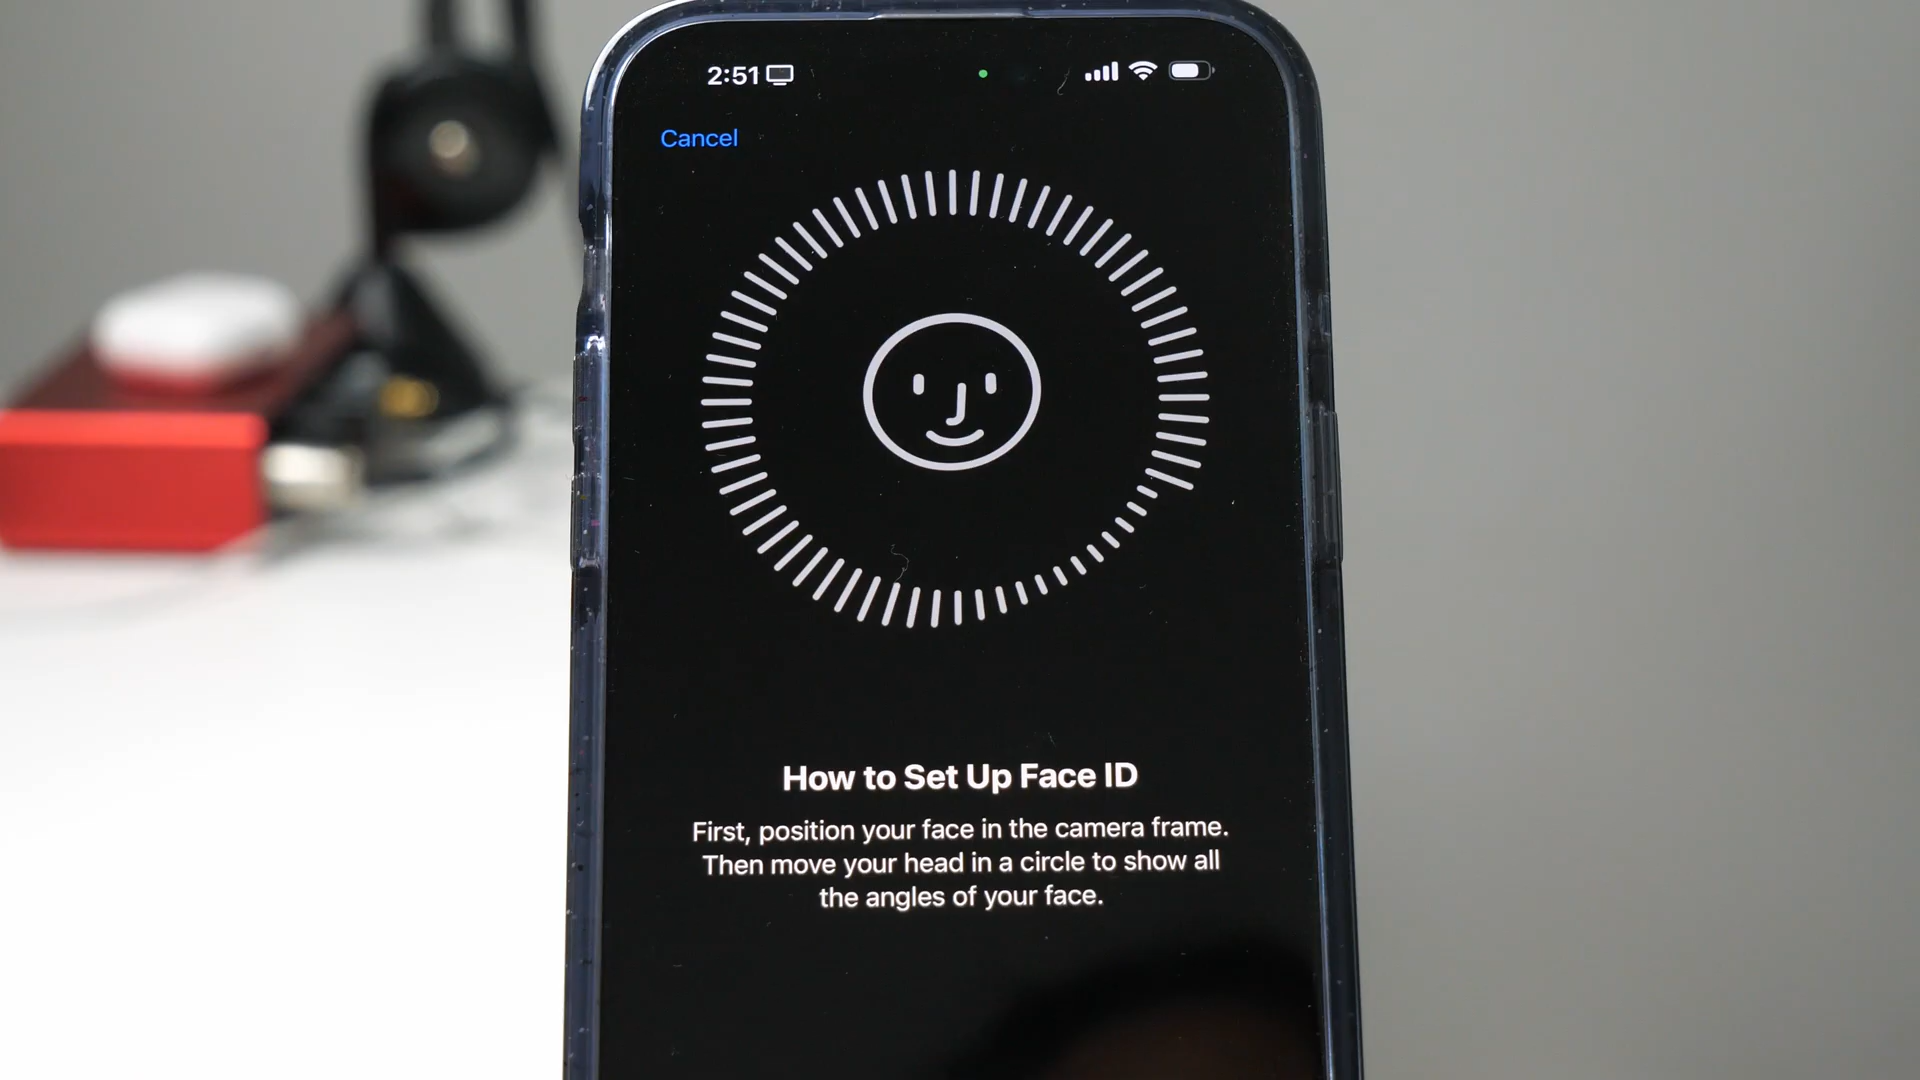 2:51
Cancel
How to Set Up Face ID
First, position your face in the camera frame.
Then move your head in a circle to show all
the angles of your face.